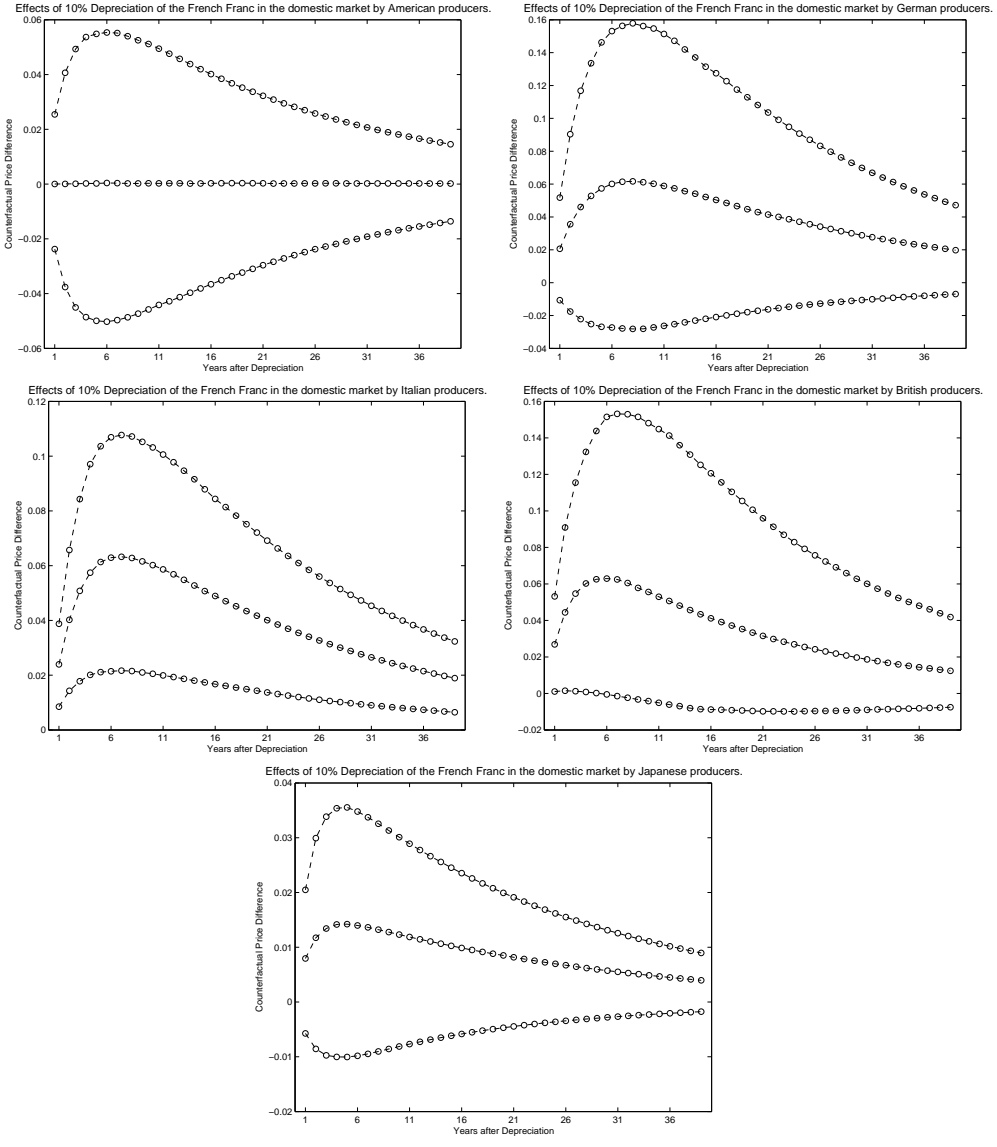 Effects of 10% Depreciation of the French Franc in the domestic market by American producers.
0.06
0.04
0.02
0
−0.02
−0.04
−0.06
Counterfactual Price Difference
1 6 11 16 21 26 31 36
Years after Depreciation
Effects of 10% Depreciation of the French Franc in the domestic market by German producers.
0.16
0.14
0.12
0.1
0.08
0.06
0.04
0.02
0
−0.02
−0.04
Counterfactual Price Difference
1 6 11 16 21 26 31 36
Years after Depreciation
Effects of 10% Depreciation of the French Franc in the domestic market by Italian producers.
0.12
0.1
0.08
0.06
0.04
0.02
0
Counterfactual Price Difference
1 6 11 16 21 26 31 36
Years after Depreciation
Effects of 10% Depreciation of the French Franc in the domestic market by British producers.
0.16
0.14
0.12
0.1
0.08
0.06
0.04
0.02
0
−0.02
Counterfactual Price Difference
1 6 11 16 21 26 31 36
Years after Depreciation
Effects of 10% Depreciation of the French Franc in the domestic market by Japanese producers.
0.04
0.03
0.02
0.01
0
−0.01
−0.02
Counterfactual Price Difference
1 6 11 16 21 26 31 36
Years after Depreciation